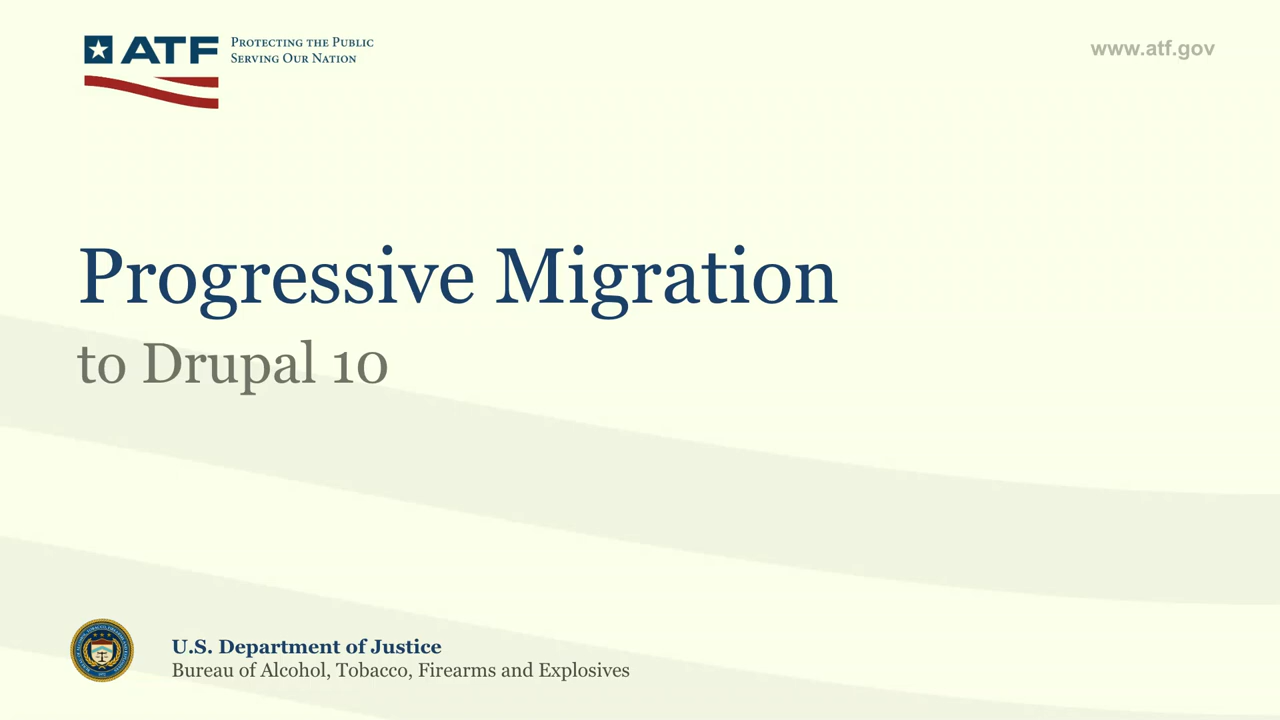 ATF
Protecting the Public
Serving Our Nation
www.atf.gov
Progressive Migration
to Drupal 10
U.S. Department of Justice
Bureau of Alcohol, Tobacco, Firearms and Explosives